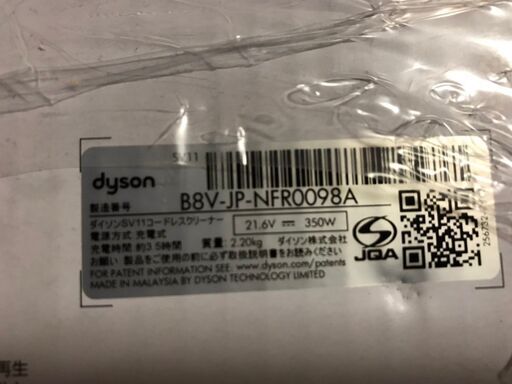 SV11
dyson
製造番号
B8V-JP-NFR0098A
ダイソンSV11コードレスクリーナー
21.6V 350W
電源方式:充電式
充電時間:約3.5時間
質量: 2.20kg
ダイソン株式会社
お願い 製品をご使用の前に必ず取扱説明書をお読みください。
FOR PATENT INFORMATION SEE: www.dyson.com/patents
MADE IN MALAYSIA BY DYSON TECHNOLOGY LIMITED
JQA
再生